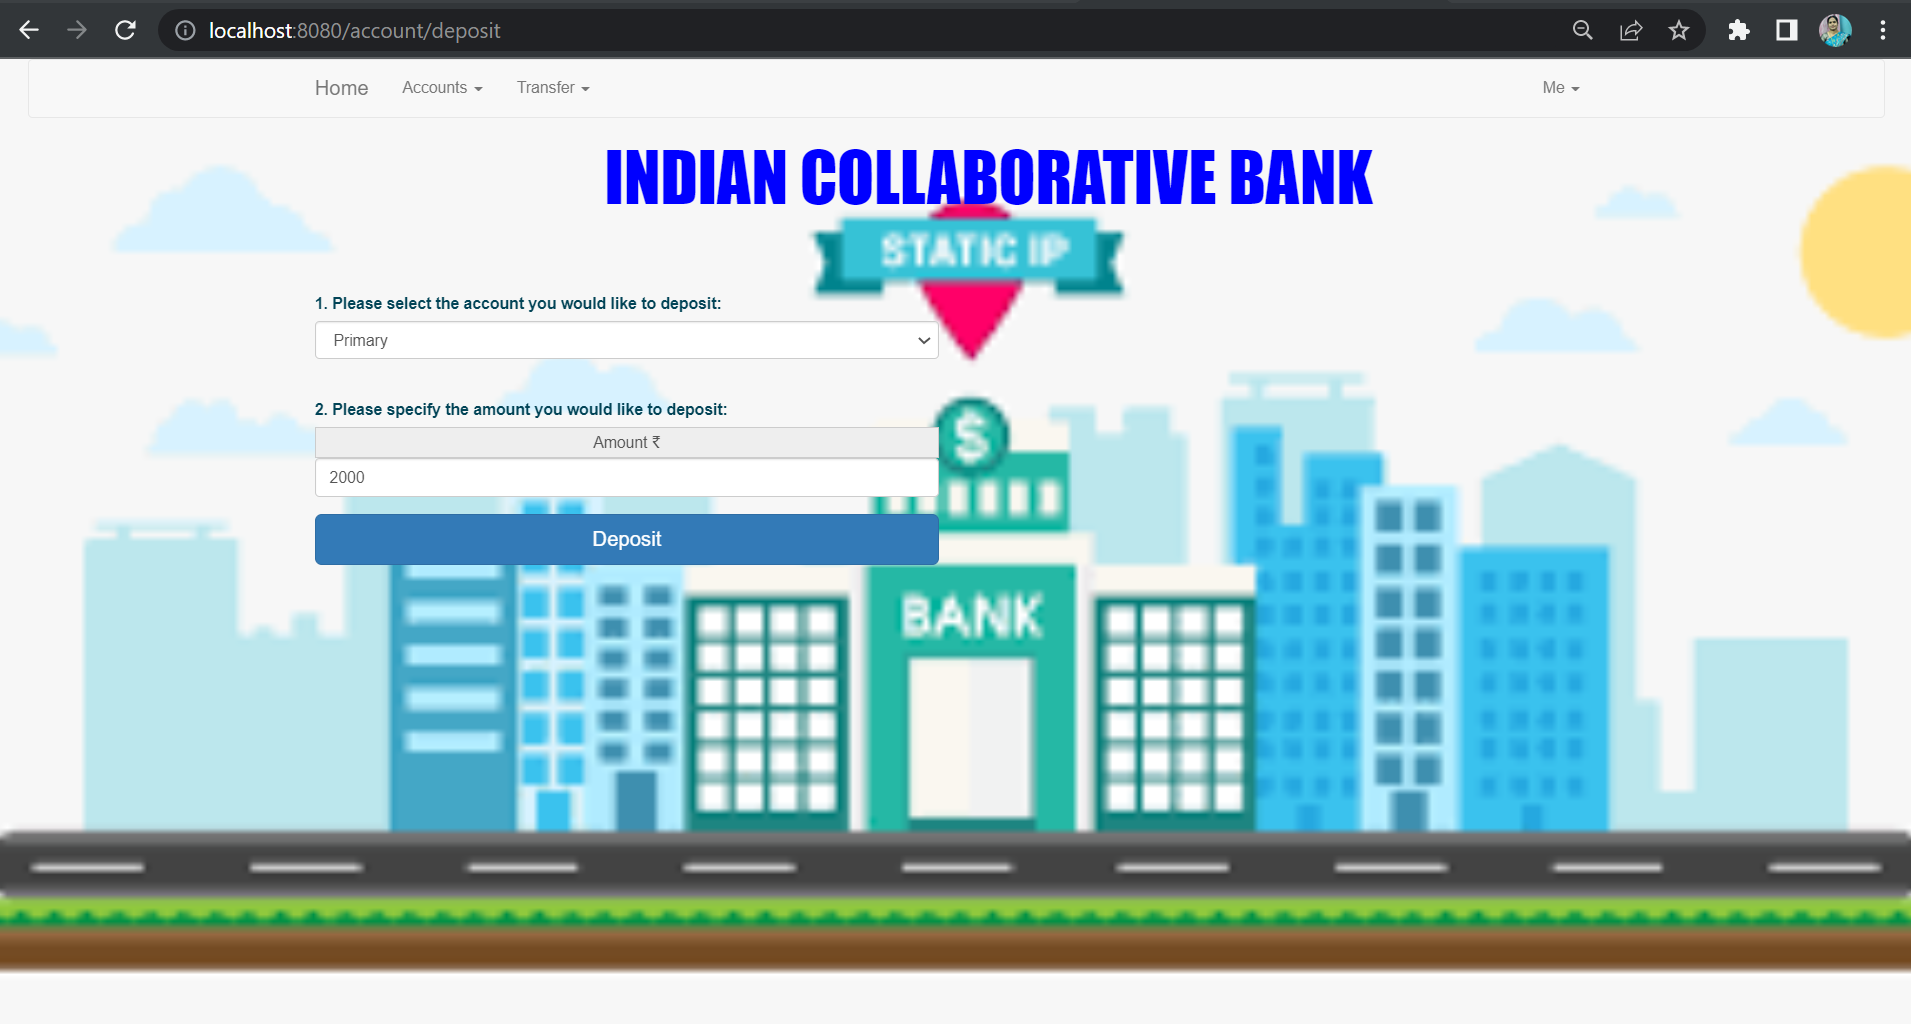 localhost:8080/account/deposit
Home Accounts Transfer Me
INDIAN COLLABORATIVE BANK
STATIC IP
1. Please select the account you would like to deposit:
Primary
2. Please specify the amount you would like to deposit:
$
Amount ₹
2000
Deposit
BANK